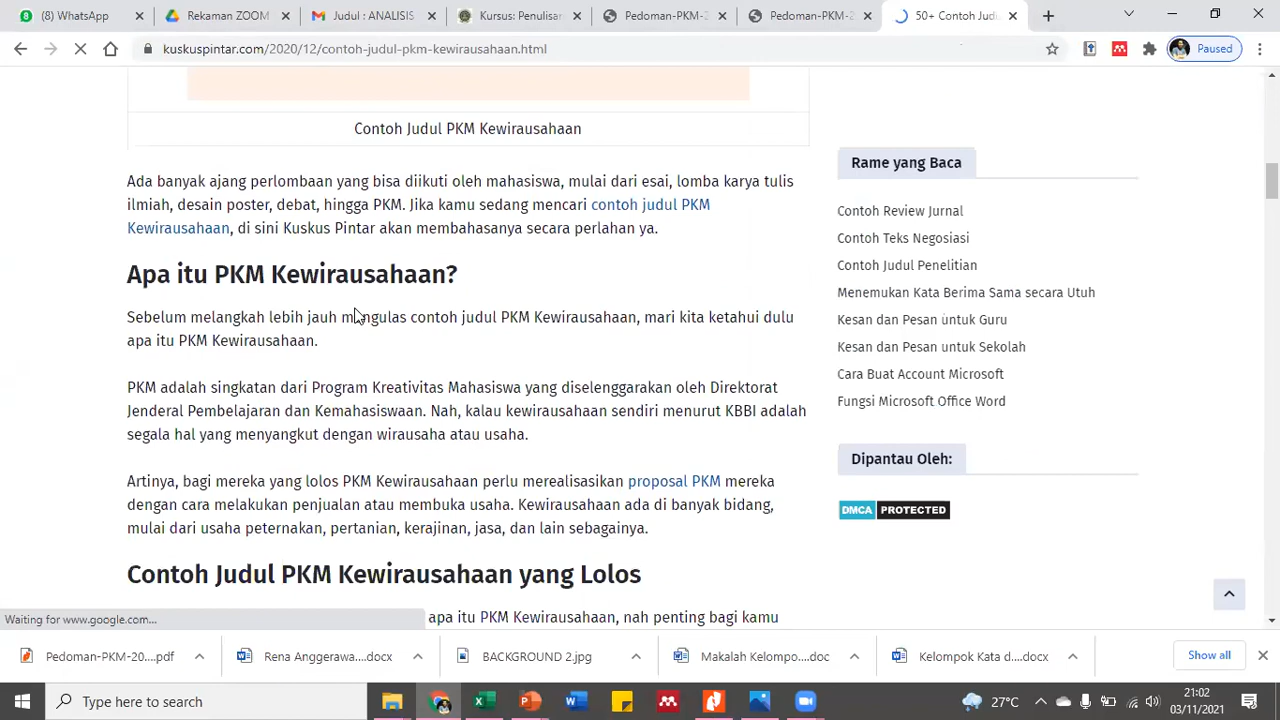 (8) WhatsApp
Rekaman ZOOM
Judul : ANALISIS
Kursus: Penulisa
Pedoman-PKM-2
Pedoman-PKM-2
50+ Contoh Judi
kuskuspintar.com/2020/12/contoh-judul-pkm-kewirausahaan.html
Paused
Contoh Judul PKM Kewirausahaan
Ada banyak ajang perlombaan yang bisa diikuti oleh mahasiswa, mulai dari esai, lomba karya tulis
ilmiah, desain poster, debat, hingga PKM. Jika kamu sedang mencari contoh judul PKM
Kewirausahaan, di sini Kuskus Pintar akan membahasanya secara perlahan ya.
Apa itu PKM Kewirausahaan?
Sebelum melangkah lebih jauh mengulas contoh judul PKM Kewirausahaan, mari kita ketahui dulu
apa itu PKM Kewirausahaan.
PKM adalah singkatan dari Program Kreativitas Mahasiswa yang diselenggarakan oleh Direktorat
Jenderal Pembelajaran dan Kemahasiswaan. Nah, kalau kewirausahaan sendiri menurut KBBI adalah
segala hal yang menyangkut dengan wirausaha atau usaha.
Artinya, bagi mereka yang lolos PKM Kewirausahaan perlu merealisasikan proposal PKM mereka
dengan cara melakukan penjualan atau membuka usaha. Kewirausahaan ada di banyak bidang,
mulai dari usaha peternakan, pertanian, kerajinan, jasa, dan lain sebagainya.
Contoh Judul PKM Kewirausahaan yang Lolos
apa itu PKM Kewirausahaan, nah penting bagi kamu
Rame yang Baca
Contoh Review Jurnal
Contoh Teks Negosiasi
Contoh Judul Penelitian
Menemukan Kata Berima Sama secara Utuh
Kesan dan Pesan untuk Guru
Kesan dan Pesan untuk Sekolah
Cara Buat Account Microsoft
Fungsi Microsoft Office Word
Dipantau Oleh:
DMCA PROTECTED
Waiting for www.google.com...
Pedoman-PKM-20....pdf
Rena Anggerawa....docx
BACKGROUND 2.jpg
Makalah Kelompo....doc
Kelompok Kata d....docx
Show all
Type here to search
27°C
21:02
03/11/2021